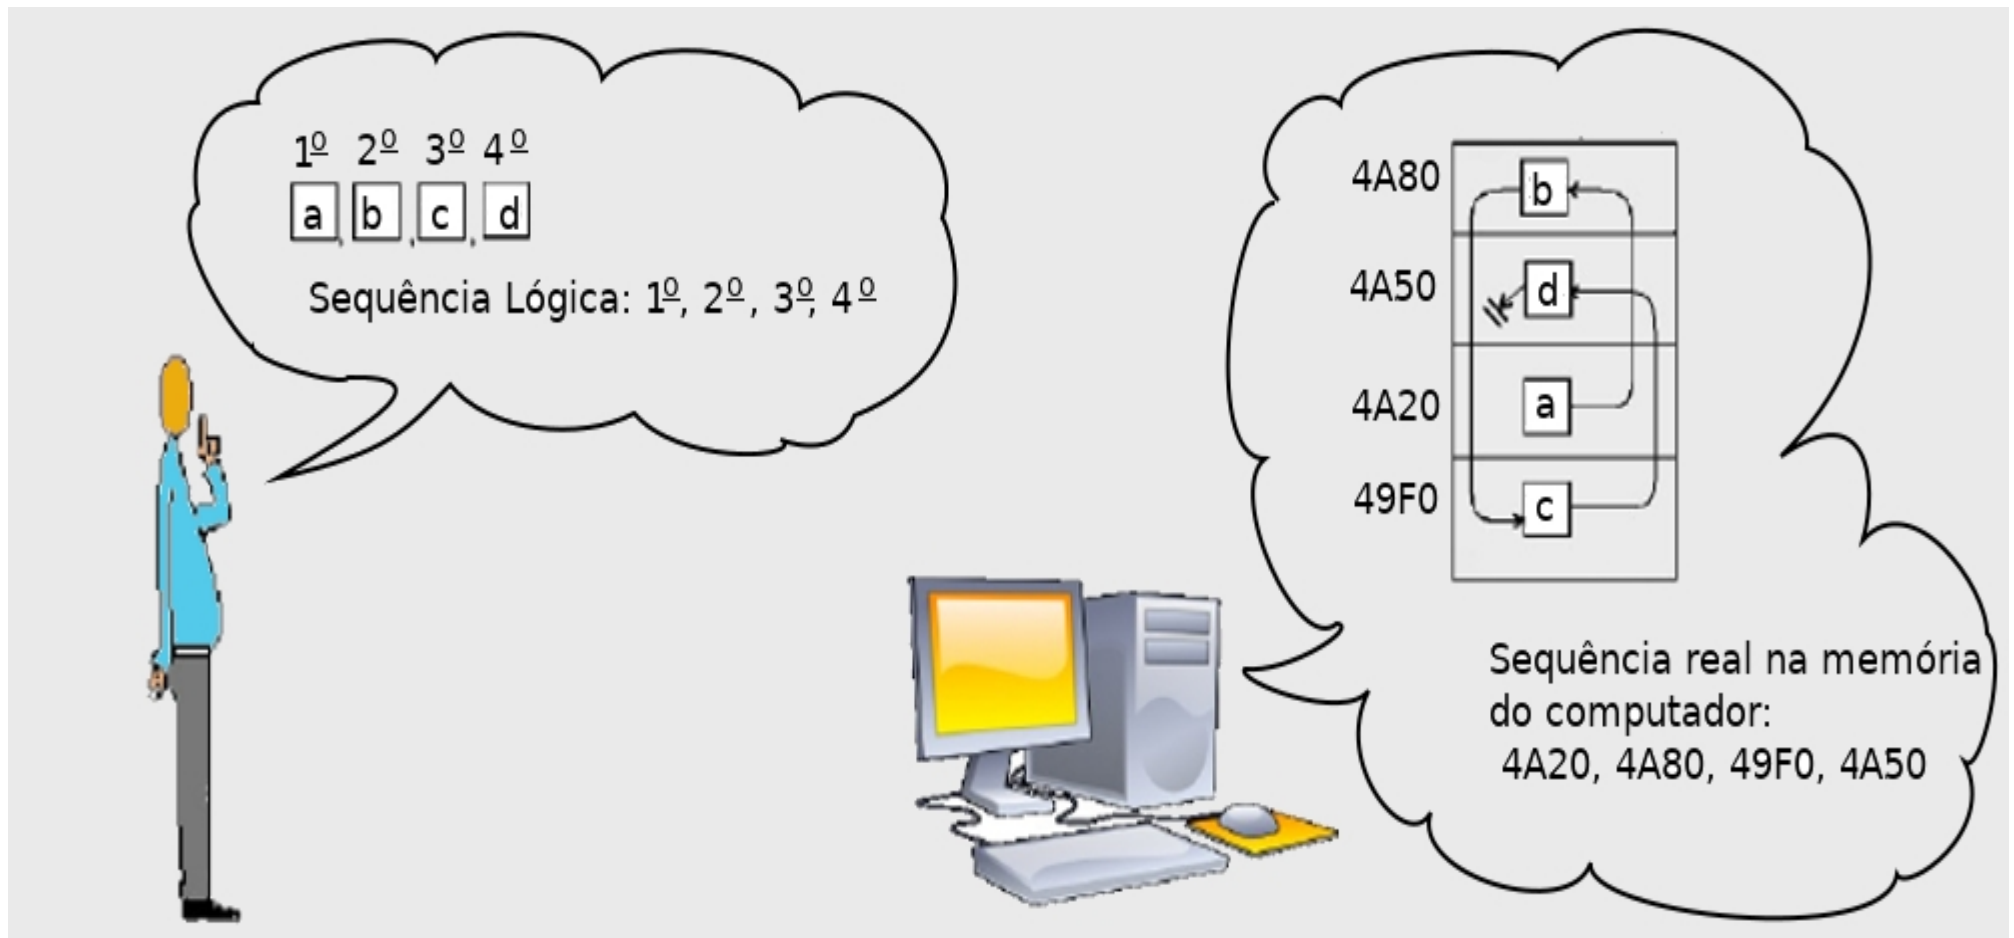 1º 2º 3º 4º
a, b, c, d
Sequência Lógica: 1º, 2º, 3º, 4º
4A80 b
4A50 d
4A20 a
49F0 c
Sequência real na memória
do computador:
4A20, 4A80, 49F0, 4A50